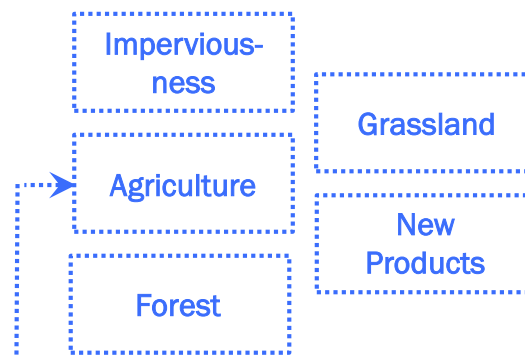 Impervious-
ness
Agriculture
Forest
Grassland
New
Products